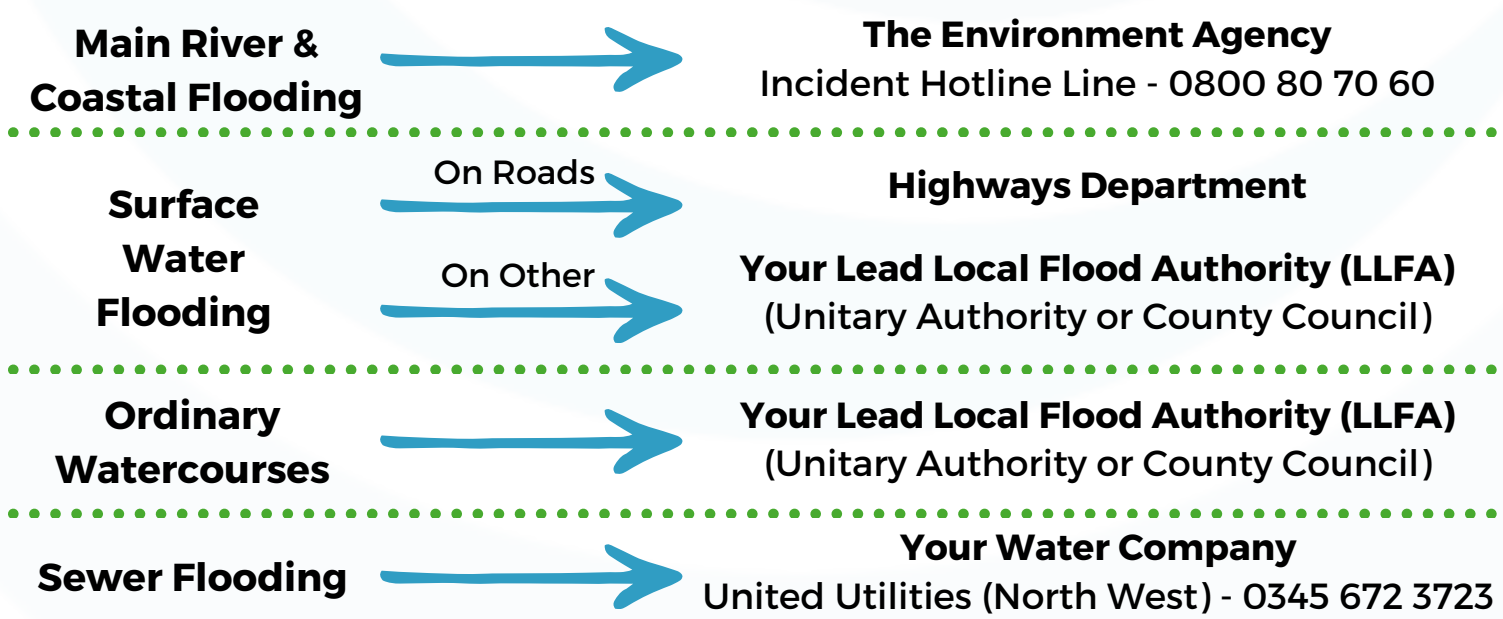 Main River &
Coastal Flooding
The Environment Agency
Incident Hotline Line - 0800 80 70 60
Surface
Water
Flooding
On Roads
Highways Department
On Other
Your Lead Local Flood Authority (LLFA)
(Unitary Authority or County Council)
Ordinary
Watercourses
Your Lead Local Flood Authority (LLFA)
(Unitary Authority or County Council)
Sewer Flooding
Your Water Company
United Utilities (North West) - 0345 672 3723